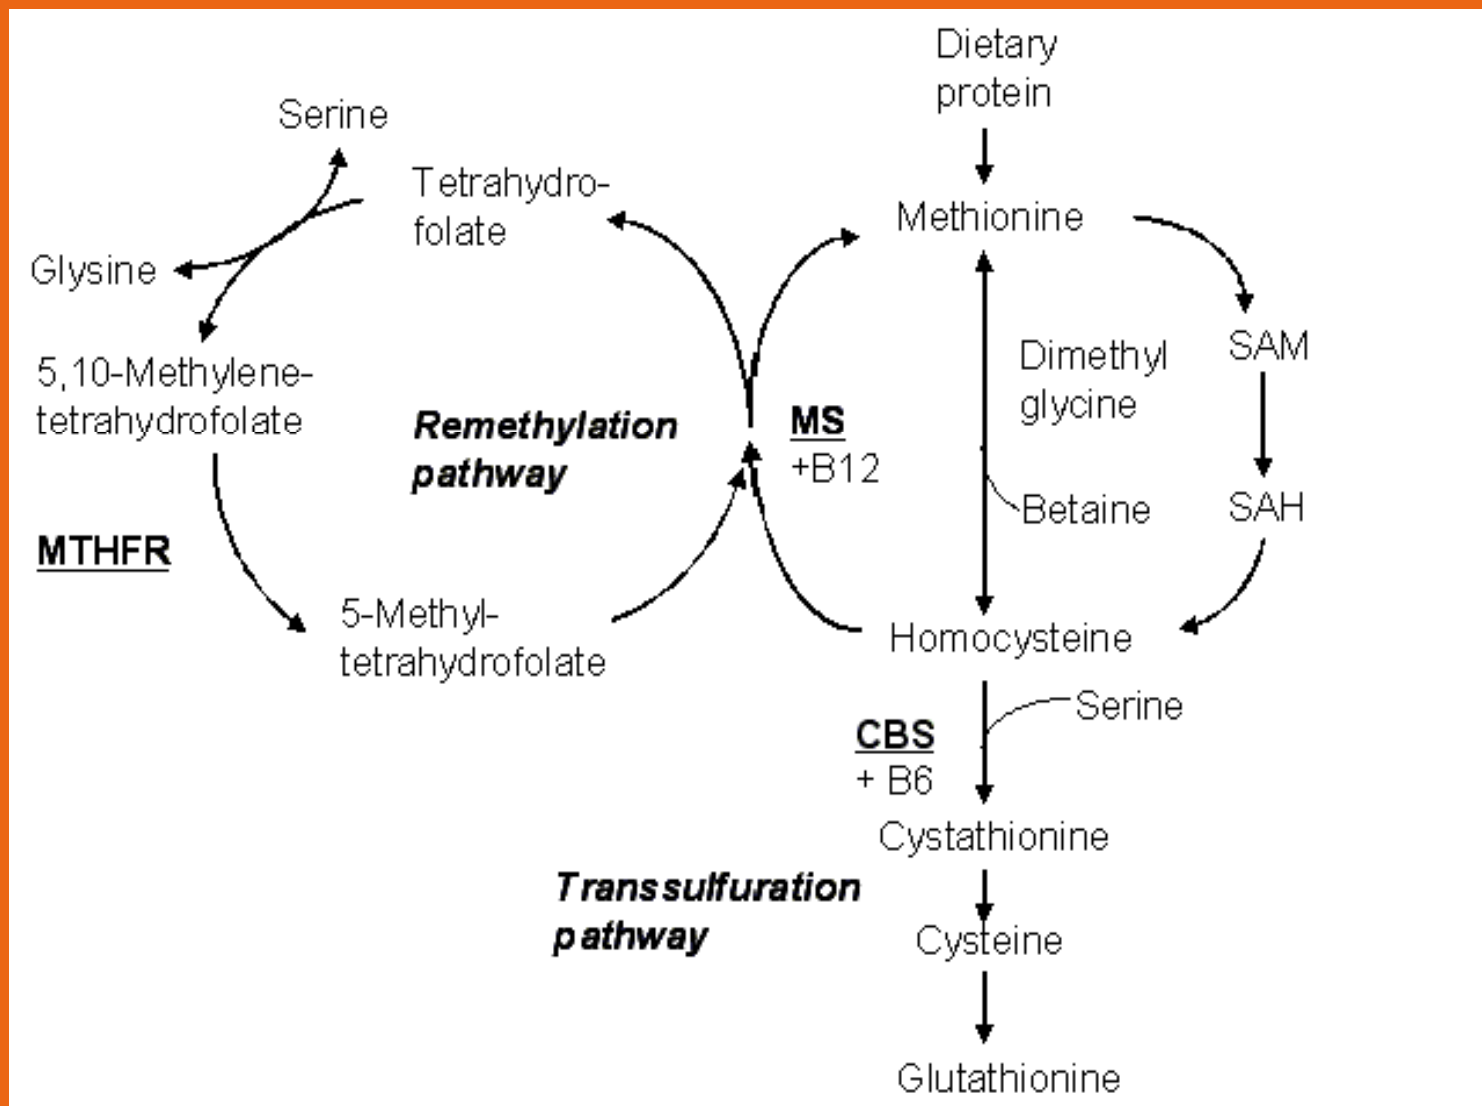 Dietary
protein
Serine
Tetrahydro-
folate
Methionine
Glysine
5,10-Methylene-
tetrahydrofolate
Remethylation
pathway
MS
+B12
Dimethyl
glycine
SAM
Betaine
SAH
MTHFR
5-Methyl-
tetrahydrofolate
Homocysteine
Serine
CBS
+ B6
Cystathionine
Transsulfuration
pathway
Cysteine
Glutathionine